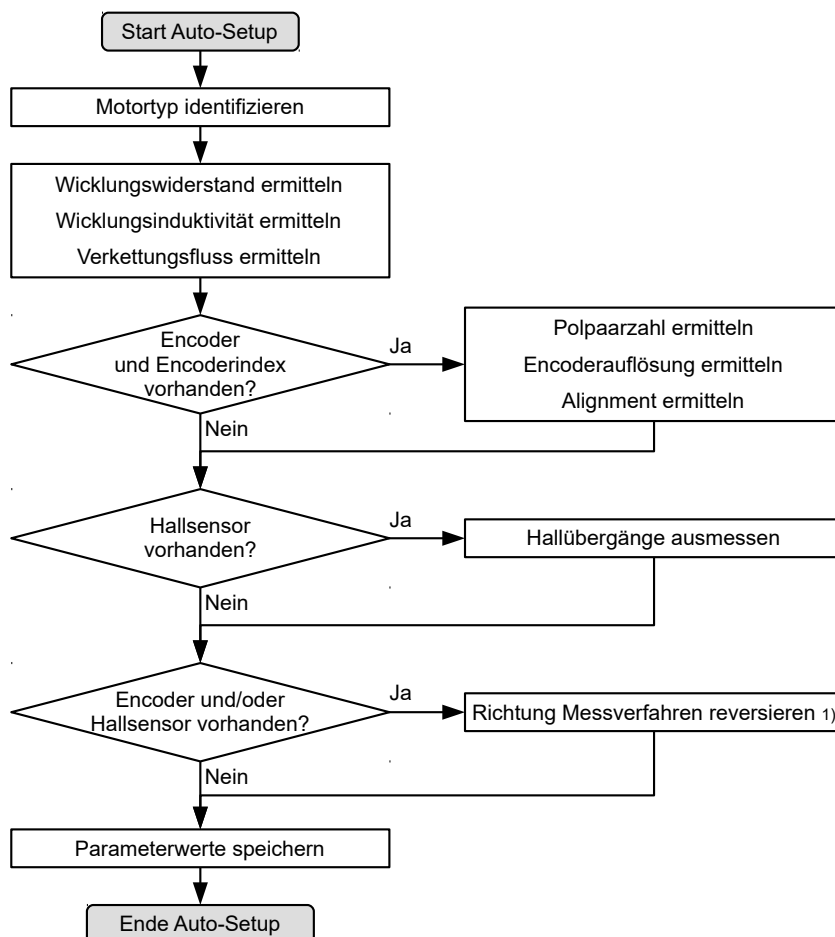 Start Auto-Setup
Motortyp identifizieren
Wicklungswiderstand ermitteln
Wicklungsinduktivität ermitteln
Verkettungsfluss ermitteln
Encoder
und Encoderindex
vorhanden?
Ja
Polpaarzahl ermitteln
Encoderauflösung ermitteln
Alignment ermitteln
Nein
Hallsensor
vorhanden?
Ja
Hallübergänge ausmessen
Nein
Encoder und/oder
Hallsensor vorhanden?
Ja
Richtung Messverfahren reversieren 1)
Nein
Parameterwerte speichern
Ende Auto-Setup